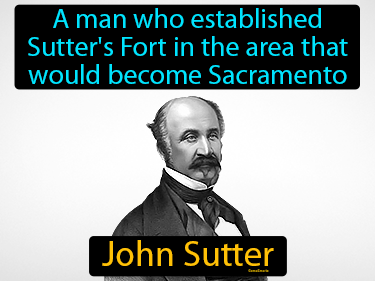 A man who established
Sutter's Fort in the area that
would become Sacramento
John Sutter